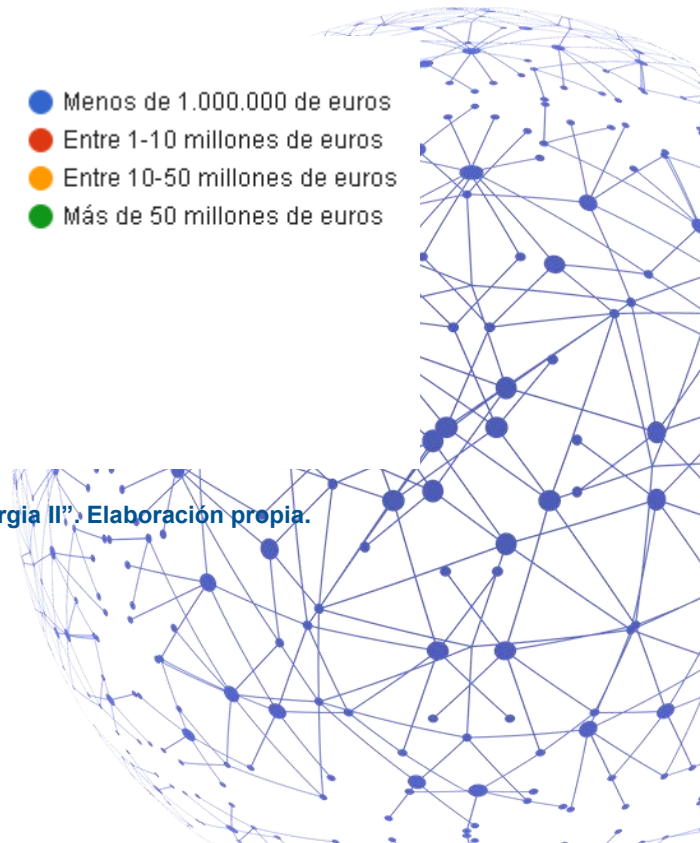 Menos de 1.000.000 de euros
Entre 1-10 millones de euros
Entre 10-50 millones de euros
Más de 50 millones de euros
rgia II”. Elaboración propia.